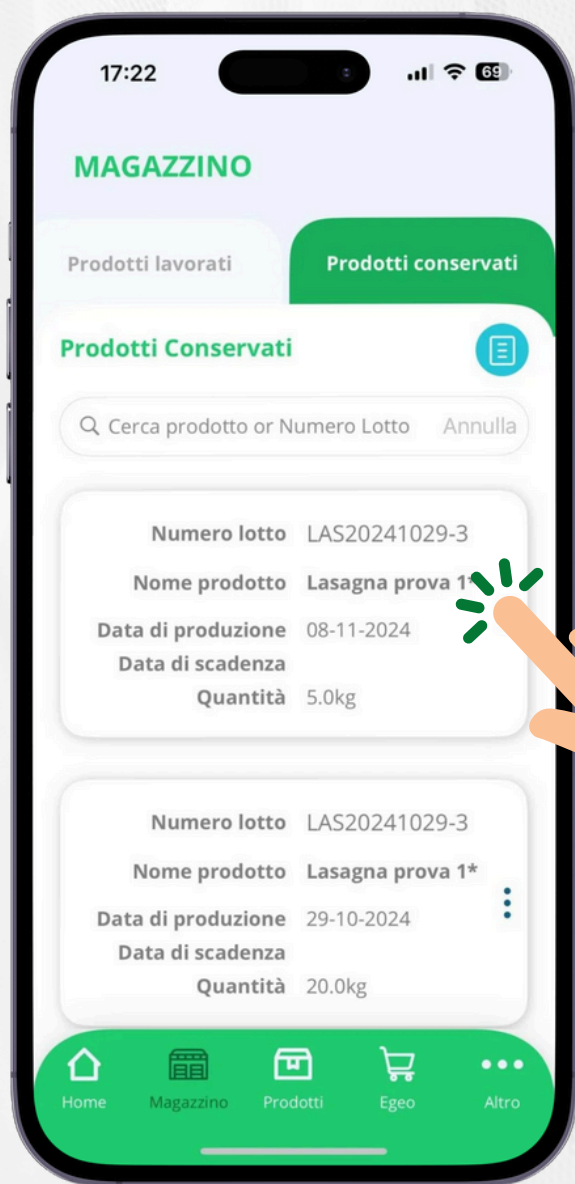 17:22
69
MAGAZZINO
Prodotti lavorati Prodotti conservati
Prodotti Conservati
Cerca prodotto or Numero Lotto Annulla
Numero lotto LAS20241029-3
Nome prodotto Lasagna prova 1*
Data di produzione 08-11-2024
Data di scadenza
Quantità 5.0kg
Numero lotto LAS20241029-3
Nome prodotto Lasagna prova 1*
Data di produzione 29-10-2024
Data di scadenza
Quantità 20.0kg
Home Magazzino Prodotti Egeo Altro